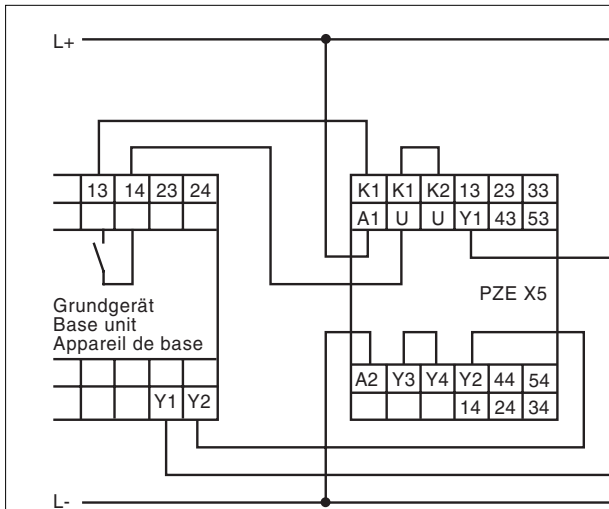 L+
13 14 23 24
K1 K1 K2 13 23 33
A1 U U Y1 43 53
PZE X5
Grundgerät
Base unit
Appareil de base
A2 Y3 Y4 Y2 44 54
Y1 Y2
14 24 34
L-